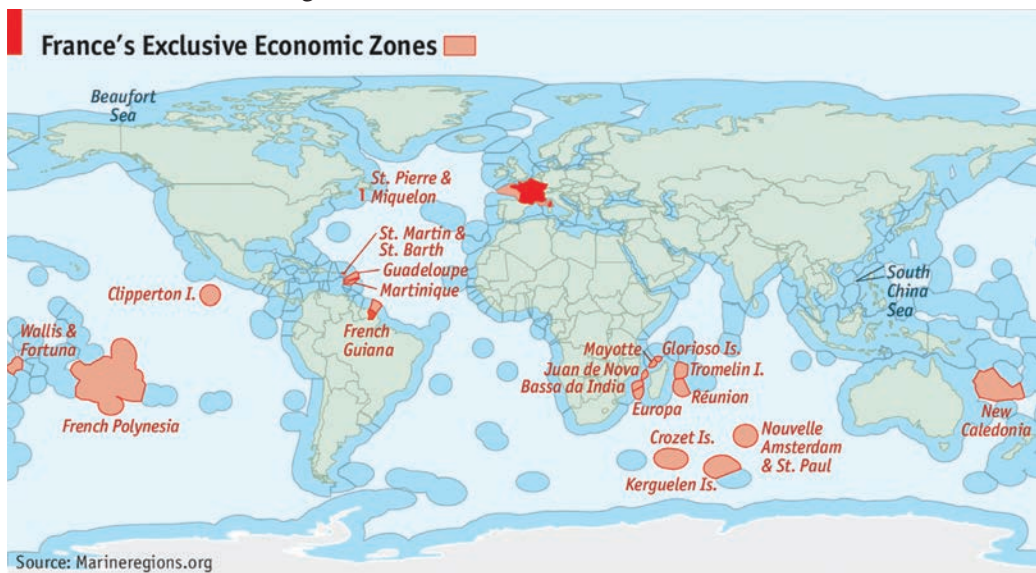 France's Exclusive Economic Zones
Beaufort
Sea
St. Pierre &
Miquelon
St. Martin &
St. Barth
Guadeloupe
Martinique
Clipperton I.
French
Guiana
Wallis &
Fortuna
French Polynesia
Mayotte
Glorioso Is.
Juan de Nova
Tromelin I.
Bassa da India
Réunion
Europa
South
China
Sea
New
Caledonia
Crozet Is.
Nouvelle
Amsterdam
& St. Paul
Kerguelen Is.
Source: Marineregions.org